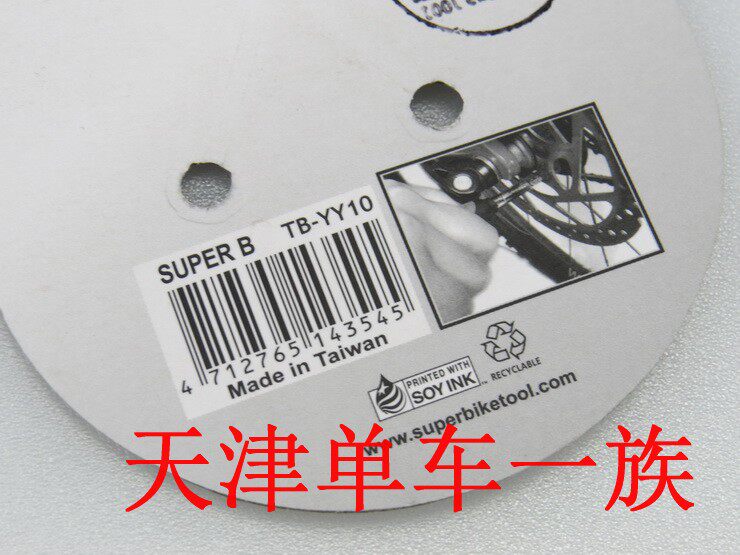 SUPER B TB-YY10
4 712765 143545
Made in Taiwan
PRINTED WITH
SOY INK™
RECYCLABLE
www.superbiketool.com
天津单车一族